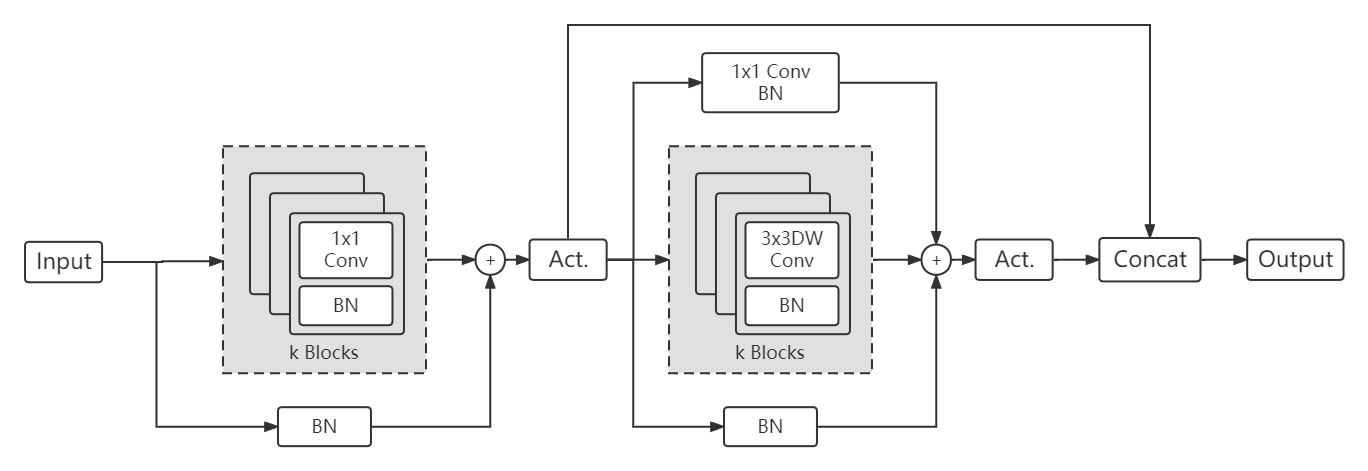 Input
1x1
Conv
BN
k Blocks
BN
+
Act.
1x1 Conv
BN
3x3DW
Conv
BN
k Blocks
BN
+
Act.
Concat
Output